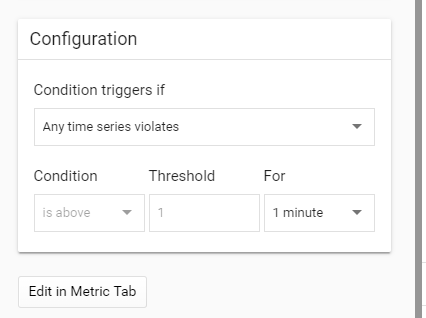 Configuration
Condition triggers if
Any time series violates
Condition Threshold For
is above 1 1 minute
Edit in Metric Tab